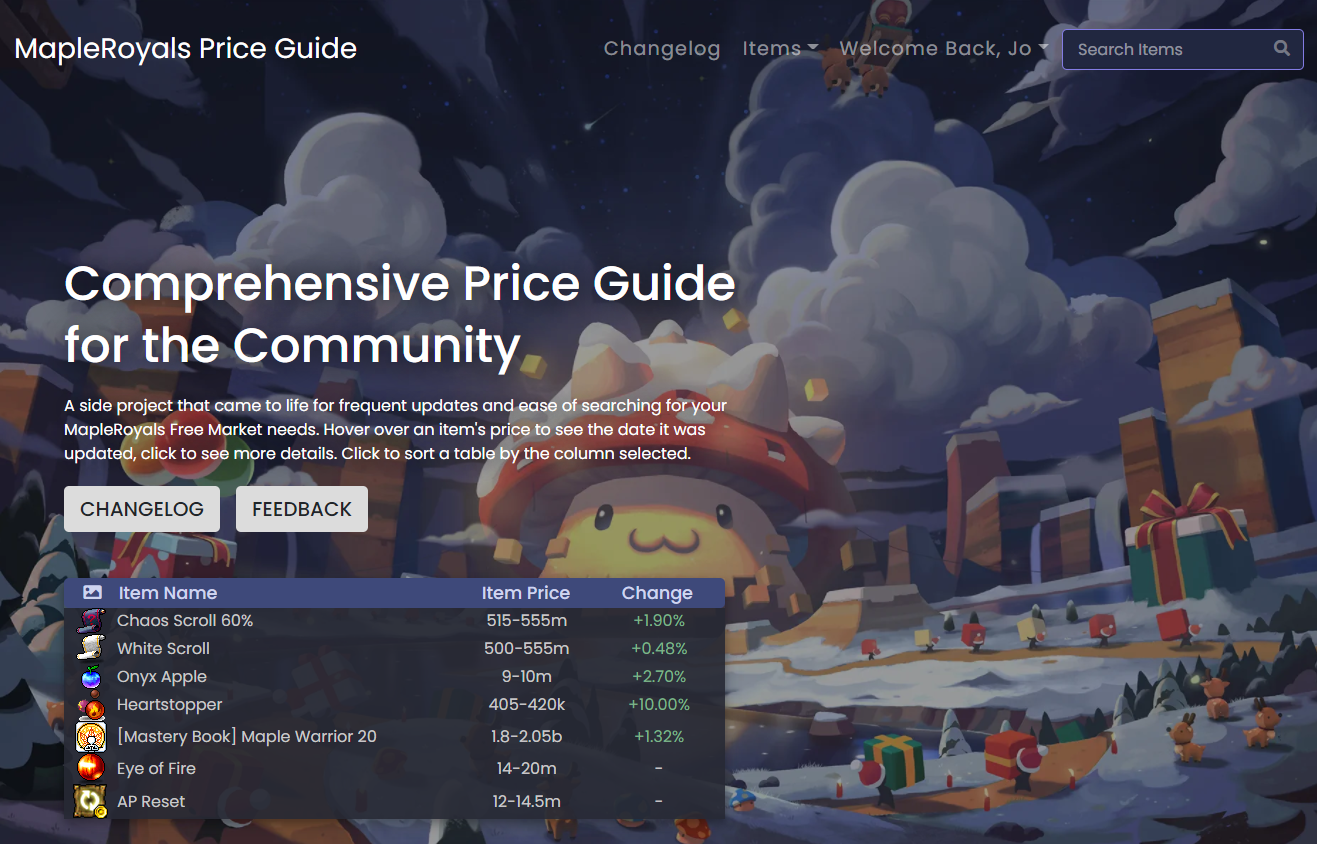 MapleRoyals Price Guide
Changelog Items Welcome Back, Jo Search Items
Comprehensive Price Guide
for the Community
A side project that came to life for frequent updates and ease of searching for your
MapleRoyals Free Market needs. Hover over an item's price to see the date it was
updated, click to see more details. Click to sort a table by the column selected.
CHANGELOG FEEDBACK
Item Name Item Price Change
Chaos Scroll 60% 515-555m +1.90%
White Scroll 500-555m +0.48%
Onyx Apple 9-10m +2.70%
Heartstopper 405-420k +10.00%
[Mastery Book] Maple Warrior 20 1.8-2.05b +1.32%
Eye of Fire 14-20m -
AP Reset 12-14.5m -